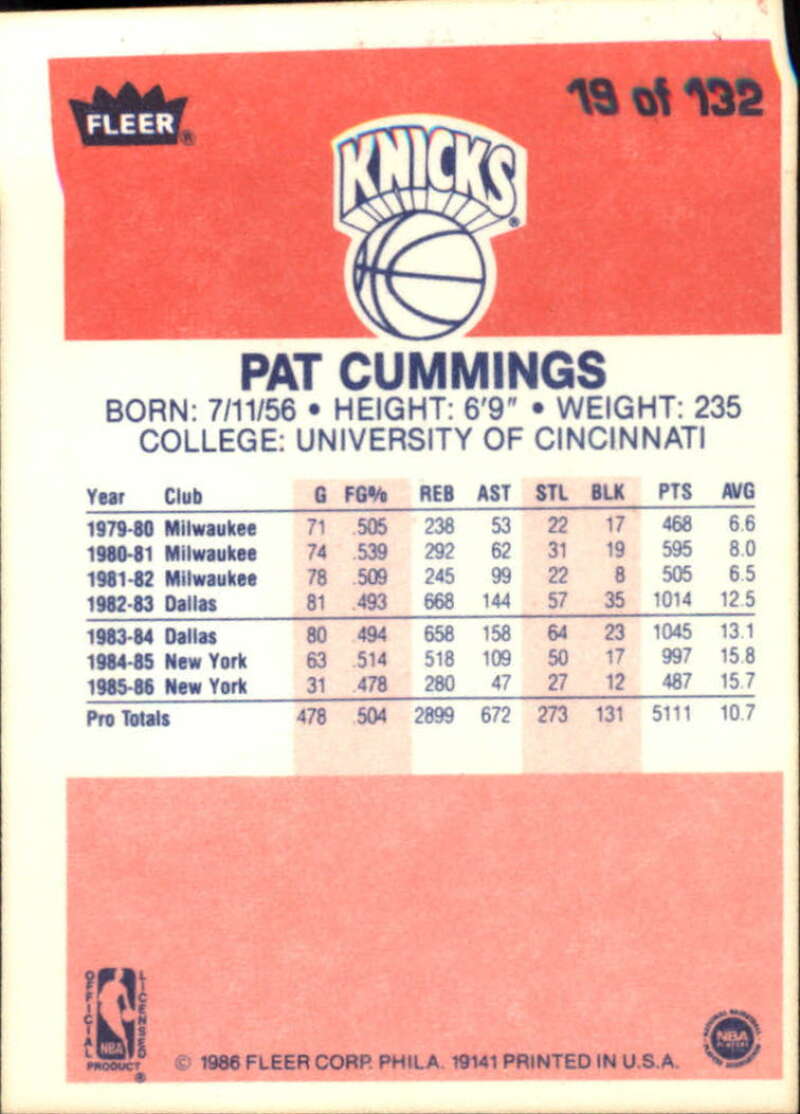 FLEER®
19 of 132
KNICKS®
PAT CUMMINGS
BORN: 7/11/56 • HEIGHT: 6'9" • WEIGHT: 235
COLLEGE: UNIVERSITY OF CINCINNATI
Year Club G FG% REB AST STL BLK PTS AVG
1979-80 Milwaukee 71 .505 238 53 22 17 468 6.6
1980-81 Milwaukee 74 .539 292 62 31 19 595 8.0
1981-82 Milwaukee 78 .509 245 99 22 8 505 6.5
1982-83 Dallas 81 .493 668 144 57 35 1014 12.5
1983-84 Dallas 80 .494 658 158 64 23 1045 13.1
1984-85 New York 63 .514 518 109 50 17 997 15.8
1985-86 New York 31 .478 280 47 27 12 487 15.7
Pro Totals 478 .504 2899 672 273 131 5111 10.7
OFFICIAL LICENSED
NBA
PRODUCT®
© 1986 FLEER CORP. PHILA. 19141 PRINTED IN U.S.A.
NATIONAL BASKETBALL
NBA
PLAYERS